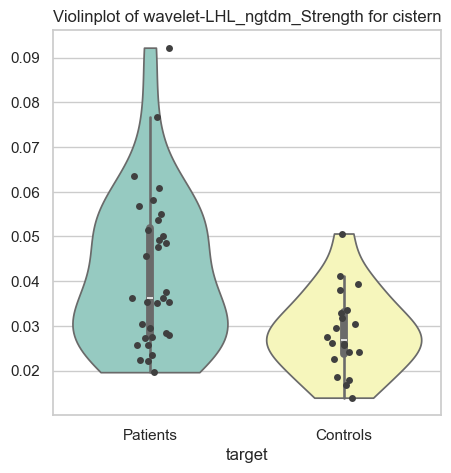 Violinplot of wavelet-LHL_ngtdm_Strength for cistern
0.09
0.08
0.07
0.06
0.05
0.04
0.03
0.02
Patients Controls
target